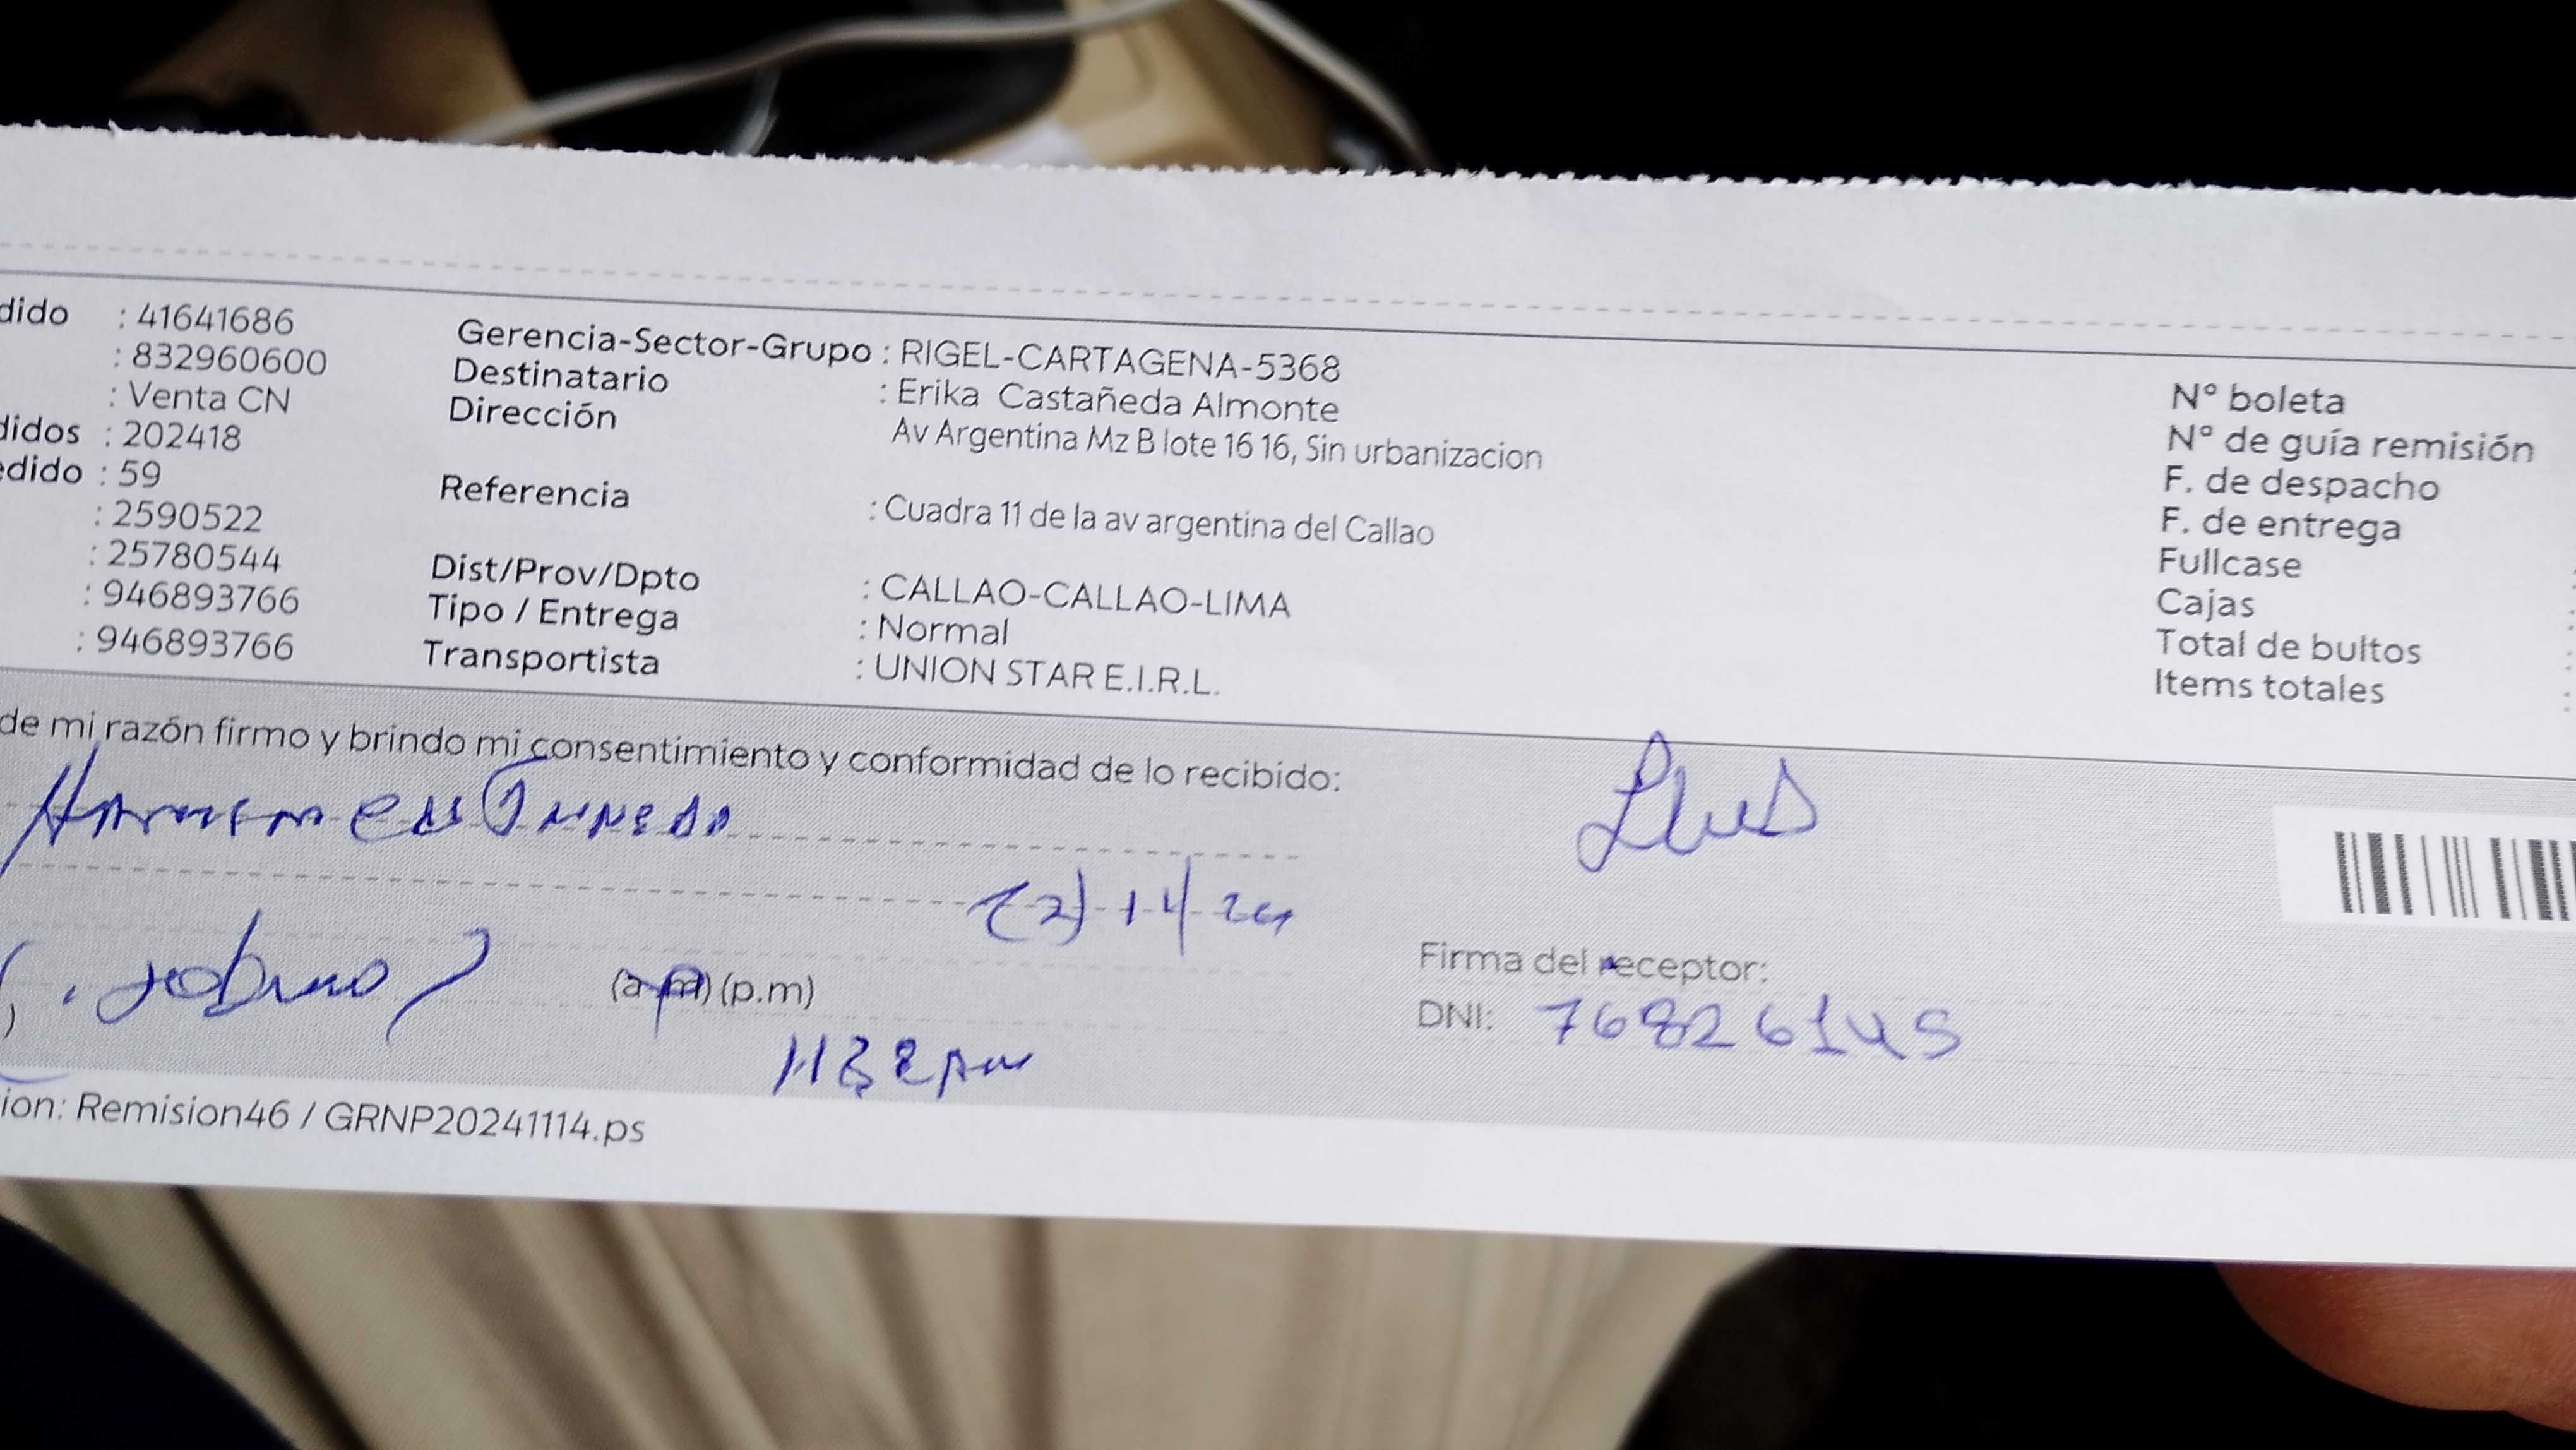 dido : 41641686
: 832960600
: Venta CN
didos : 202418
edido : 59
: 2590522
: 25780544
: 946893766
: 946893766
Gerencia-Sector-Grupo : RIGEL-CARTAGENA-5368
Destinatario : Erika Castañeda Almonte
Dirección Av Argentina Mz B lote 16 16, Sin urbanizacion
Referencia : Cuadra 11 de la av argentina del Callao
Dist/Prov/Dpto : CALLAO-CALLAO-LIMA
Tipo / Entrega : Normal
Transportista : UNION STAR E.I.R.L.
N° boleta
N° de guía remisión
F. de despacho
F. de entrega
Fullcase
Cajas
Total de bultos
Items totales
de mi razón firmo y brindo mi consentimiento y conformidad de lo recibido:
(a.m) (p.m)
Firma del receptor:
DNI: 76826145
ion: Remision46 / GRNP20241114.ps